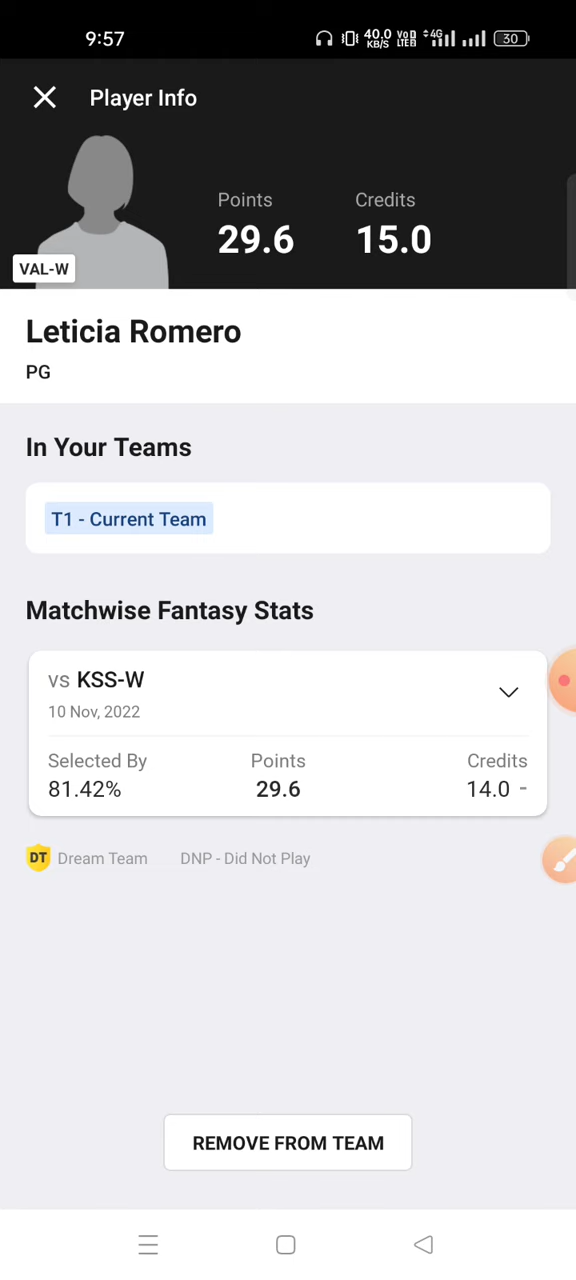 9:57
40.0 KB/S
VoD LTE
4G
30
Player Info
Points
Credits
29.6
15.0
VAL-W
Leticia Romero
PG
In Your Teams
T1 - Current Team
Matchwise Fantasy Stats
vs KSS-W
10 Nov, 2022
Selected By
Points
Credits
81.42%
29.6
14.0 -
DT Dream Team
DNP - Did Not Play
REMOVE FROM TEAM